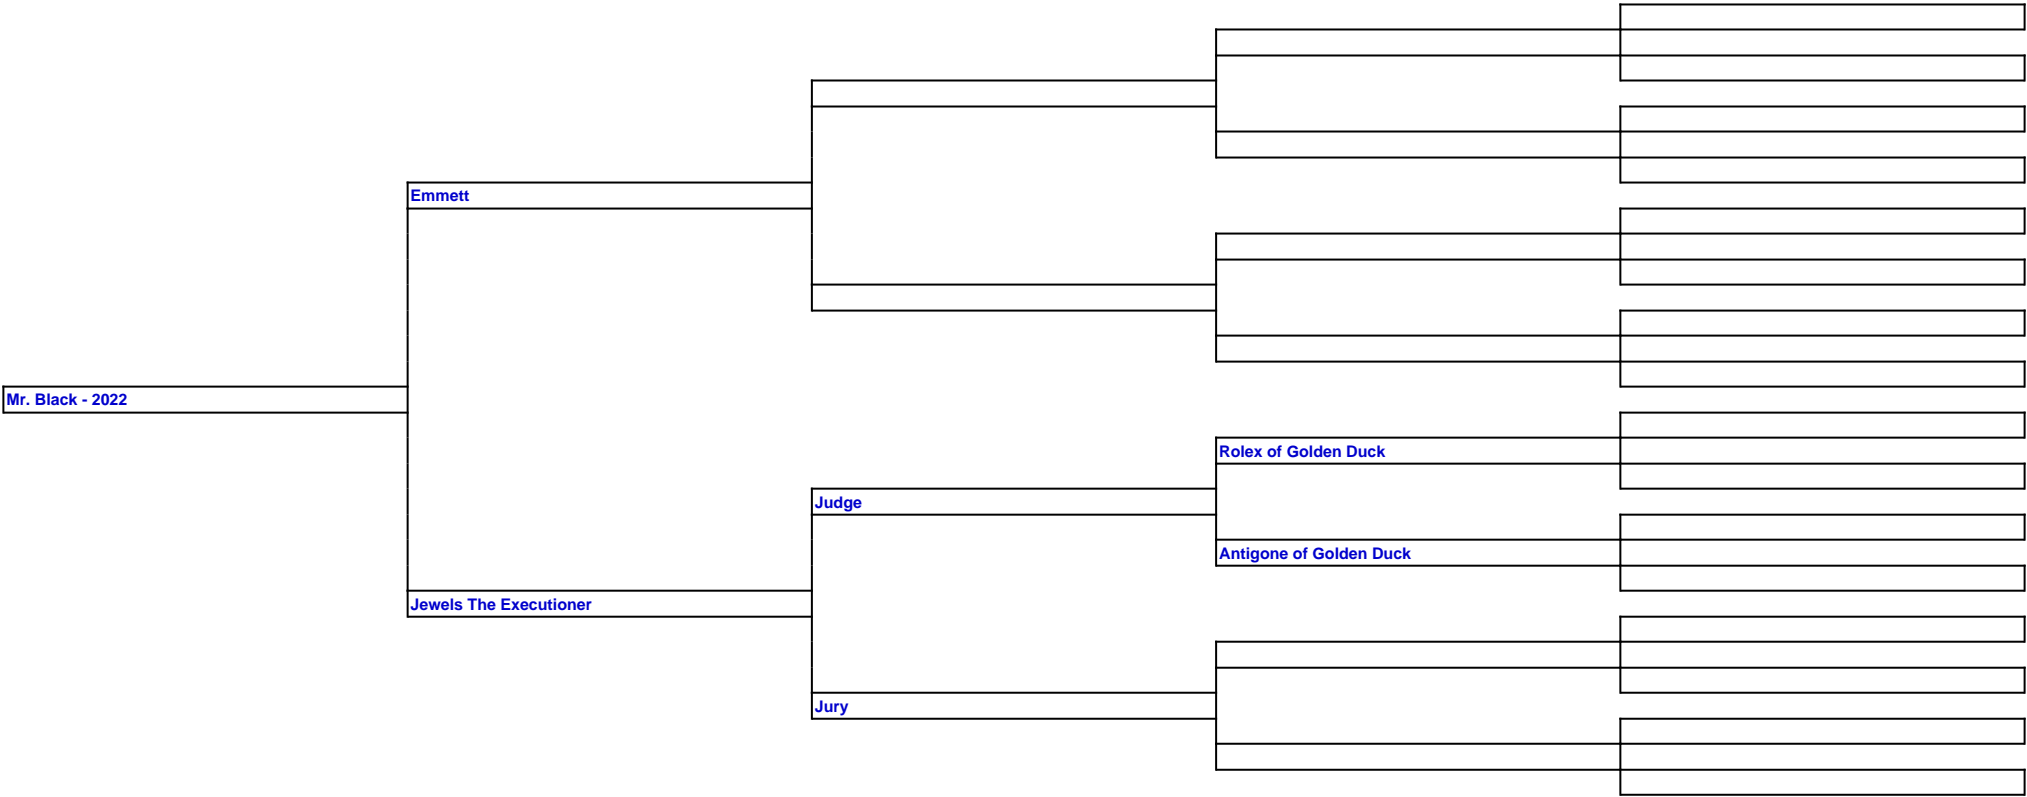 Emmett
Mr. Black - 2022
Rolex of Golden Duck
Judge
Antigone of Golden Duck
Jewels The Executioner
Jury